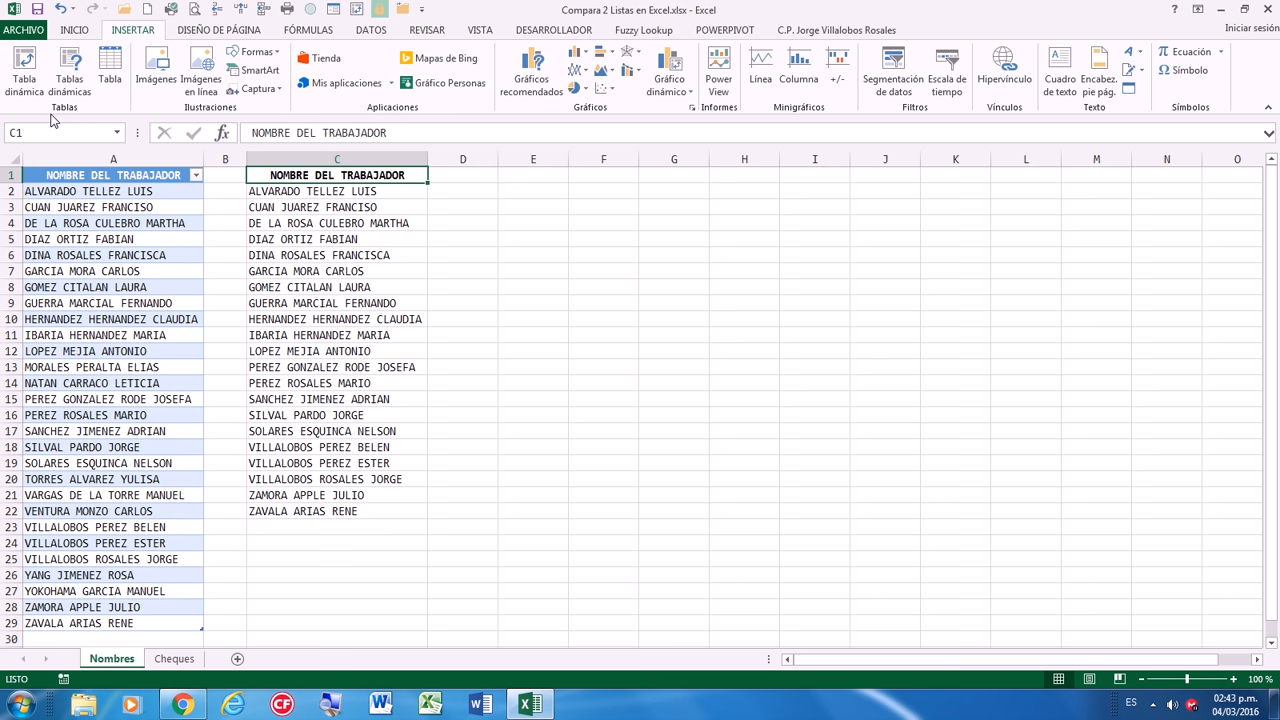 Compara 2 Listas en Excel.xlsx - Excel
ARCHIVO INICIO INSERTAR DISEÑO DE PÁGINA FÓRMULAS DATOS REVISAR VISTA DESARROLLADOR Fuzzy Lookup POWERPIVOT C.P. Jorge Villalobos Rosales Iniciar sesión
Tabla dinámica
Tablas dinámicas
Tabla
Imágenes
Imágenes en línea
Formas
SmartArt
Captura
Tienda
Mis aplicaciones
Mapas de Bing
Gráfico Personas
Gráficos recomendados
Gráfico dinámico
Power View
Línea
Columna
+/-
Segmentación de datos
Escala de tiempo
Hipervínculo
Cuadro de texto
Encabez. pie pág.
Ecuación
Símbolo
Tablas Ilustraciones Aplicaciones Gráficos Informes Minigráficos Filtros Vínculos Texto Símbolos
C1 fx NOMBRE DEL TRABAJADOR
A B C D E F G H I J K L M N O
1 NOMBRE DEL TRABAJADOR NOMBRE DEL TRABAJADOR
2 ALVARADO TELLEZ LUIS ALVARADO TELLEZ LUIS
3 CUAN JUAREZ FRANCISO CUAN JUAREZ FRANCISO
4 DE LA ROSA CULEBRO MARTHA DE LA ROSA CULEBRO MARTHA
5 DIAZ ORTIZ FABIAN DIAZ ORTIZ FABIAN
6 DINA ROSALES FRANCISCA DINA ROSALES FRANCISCA
7 GARCIA MORA CARLOS GARCIA MORA CARLOS
8 GOMEZ CITALAN LAURA GOMEZ CITALAN LAURA
9 GUERRA MARCIAL FERNANDO GUERRA MARCIAL FERNANDO
10 HERNANDEZ HERNANDEZ CLAUDIA HERNANDEZ HERNANDEZ CLAUDIA
11 IBARIA HERNANDEZ MARIA IBARIA HERNANDEZ MARIA
12 LOPEZ MEJIA ANTONIO LOPEZ MEJIA ANTONIO
13 MORALES PERALTA ELIAS PEREZ GONZALEZ RODE JOSEFA
14 NATAN CARRACO LETICIA PEREZ ROSALES MARIO
15 PEREZ GONZALEZ RODE JOSEFA SANCHEZ JIMENEZ ADRIAN
16 PEREZ ROSALES MARIO SILVAL PARDO JORGE
17 SANCHEZ JIMENEZ ADRIAN SOLARES ESQUINCA NELSON
18 SILVAL PARDO JORGE VILLALOBOS PEREZ BELEN
19 SOLARES ESQUINCA NELSON VILLALOBOS PEREZ ESTER
20 TORRES ALVAREZ YULISA VILLALOBOS ROSALES JORGE
21 VARGAS DE LA TORRE MANUEL ZAMORA APPLE JULIO
22 VENTURA MONZO CARLOS ZAVALA ARIAS RENE
23 VILLALOBOS PEREZ BELEN
24 VILLALOBOS PEREZ ESTER
25 VILLALOBOS ROSALES JORGE
26 YANG JIMENEZ ROSA
27 YOKOHAMA GARCIA MANUEL
28 ZAMORA APPLE JULIO
29 ZAVALA ARIAS RENE
30
Nombres Cheques
LISTO 100 %
ES 02:43 p.m.
04/03/2016